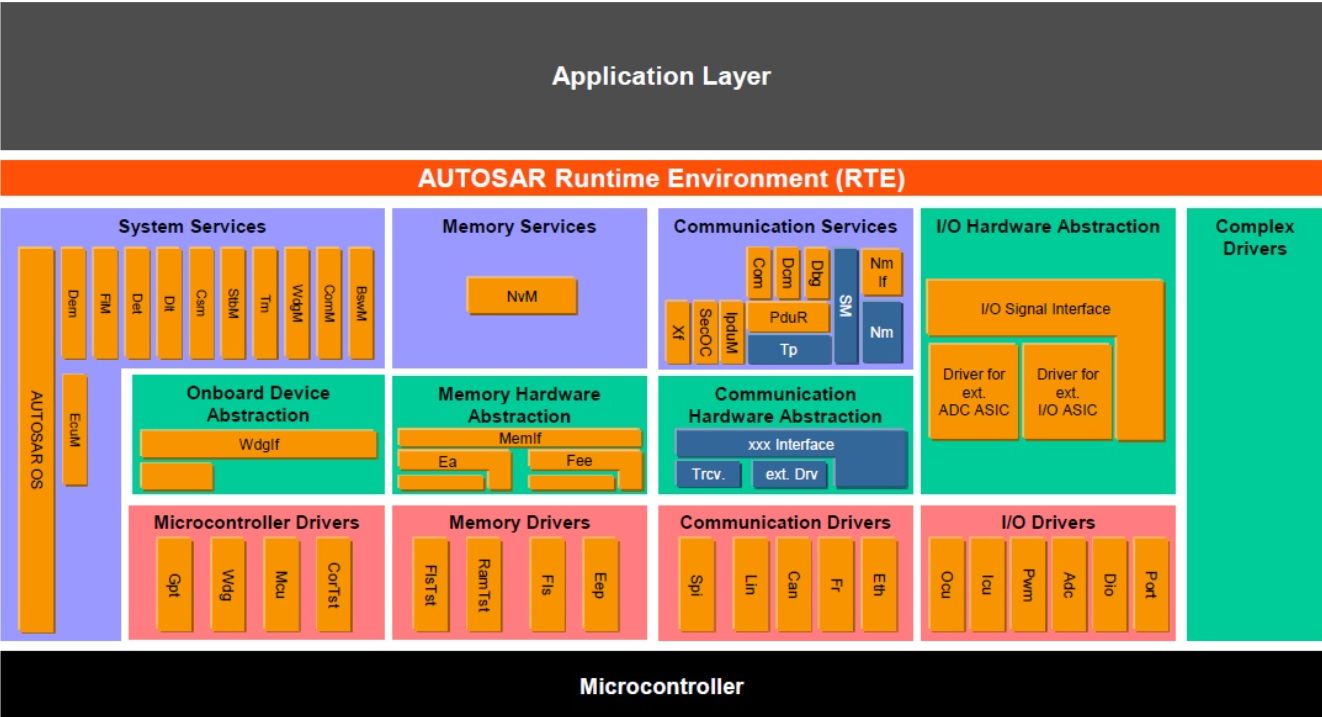 Application Layer
AUTOSAR Runtime Environment (RTE)
System Services
AUTOSAR OS
Dem
FiM
Det
Dlt
Csm
StbM
Tm
WdgM
ComM
BswM
EcuM
Memory Services
NvM
Communication Services
Xf
SecOC
IpduM
Com
Dcm
Dbg
PduR
Tp
SM
Nm
If
Nm
I/O Hardware Abstraction
I/O Signal Interface
Driver for
ext.
ADC ASIC
Driver for
ext.
I/O ASIC
Complex
Drivers
Onboard Device
Abstraction
WdgIf
Memory Hardware
Abstraction
MemIf
Ea
Fee
Communication
Hardware Abstraction
xxx Interface
Trcv.
ext. Drv
Microcontroller Drivers
Gpt
Wdg
Mcu
CorTst
Memory Drivers
FlsTst
RamTst
Fls
Eep
Communication Drivers
Spi
Lin
Can
Fr
Eth
I/O Drivers
Ocu
Icu
Pwm
Adc
Dio
Port
Microcontroller